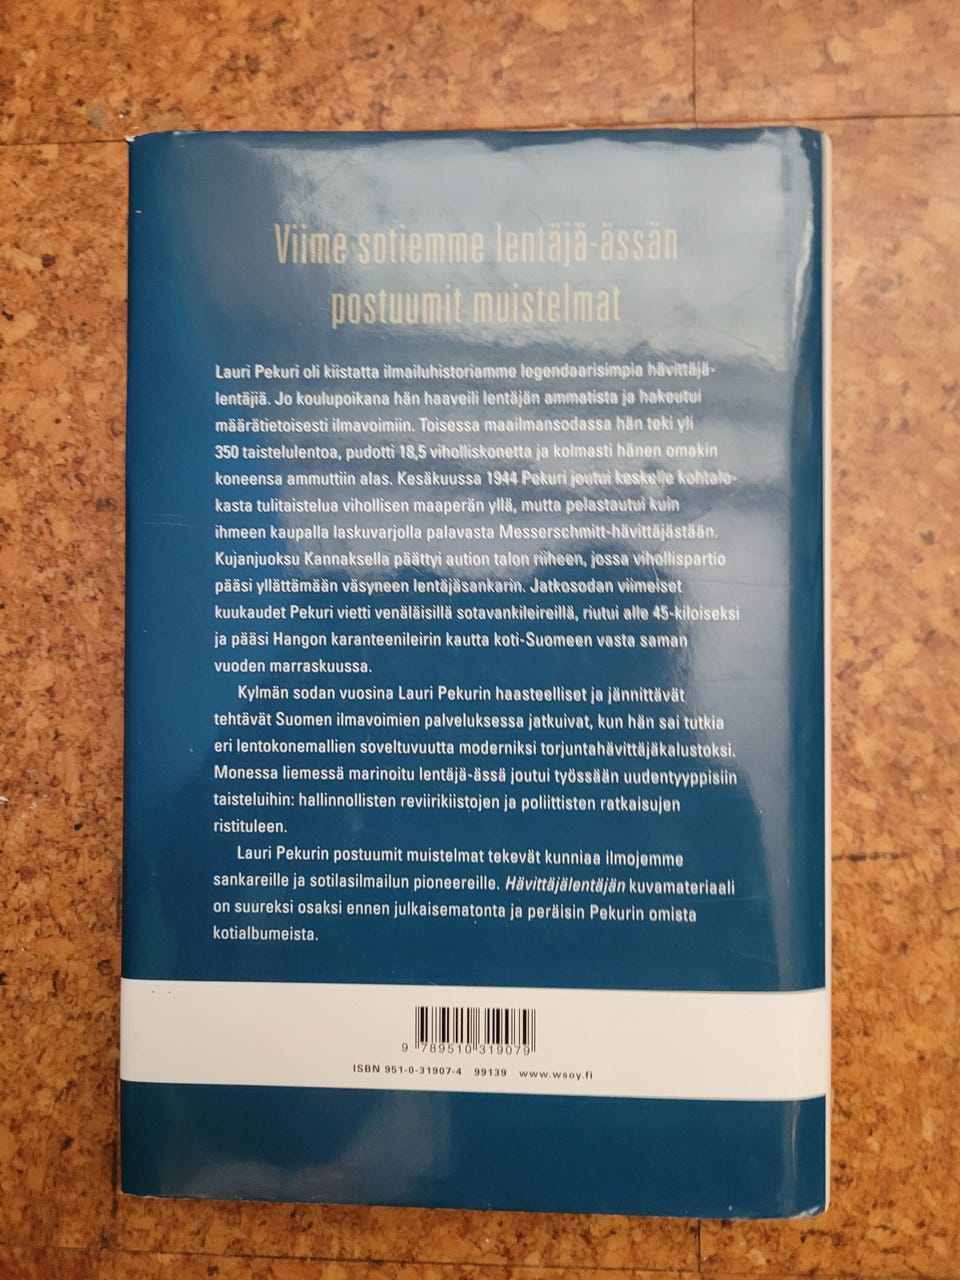 Viime sotiemme lentäjä-ässän
postuumit muistelmat
Lauri Pekuri oli kiistatta ilmailuhistoriamme legendaarisimpia hävittäjä-
lentäjiä. Jo koulupoikana hän haaveili lentäjän ammatista ja hakeutui
määrätietoisesti ilmavoimiin. Toisessa maailmansodassa hän teki yli
350 taistelulentoa, pudotti 18,5 viholliskonetta ja kolmasti hänen omakin
koneensa ammuttiin alas. Kesäkuussa 1944 Pekuri joutui keskelle kohtalo-
kasta tulitaistelua vihollisen maaperän yllä, mutta pelastautui kuin
ihmeen kaupalla laskuvarjolla palavasta Messerschmitt-hävittäjästään.
Kujanjuoksu Kannaksella päättyi aution talon riiheen, jossa vihollispartio
pääsi yllättämään väsyneen lentäjäsankarin. Jatkosodan viimeiset
kuukaudet Pekuri vietti venäläisillä sotavankileireillä, riutui alle 45-kiloiseksi
ja pääsi Hangon karanteenileirin kautta koti-Suomeen vasta saman
vuoden marraskuussa.
Kylmän sodan vuosina Lauri Pekurin haasteelliset ja jännittävät
tehtävät Suomen ilmavoimien palveluksessa jatkuivat, kun hän sai tutkia
eri lentokonemallien soveltuvuutta moderniksi torjuntahävittäjäkalustoksi.
Monessa liemessä marinoitu lentäjä-ässä joutui työssään uudentyyppisiin
taisteluihin: hallinnollisten reviirikiistojen ja poliittisten ratkaisujen
ristituleen.
Lauri Pekurin postuumit muistelmat tekevät kunniaa ilmojemme
sankareille ja sotilasilmailun pioneereille. Hävittäjälentäjän kuvamateriaali
on suureksi osaksi ennen julkaisematonta ja peräisin Pekurin omista
kotialbumeista.
9 789510 319079
ISBN 951-0-31907-4 99139 www.wsoy.fi